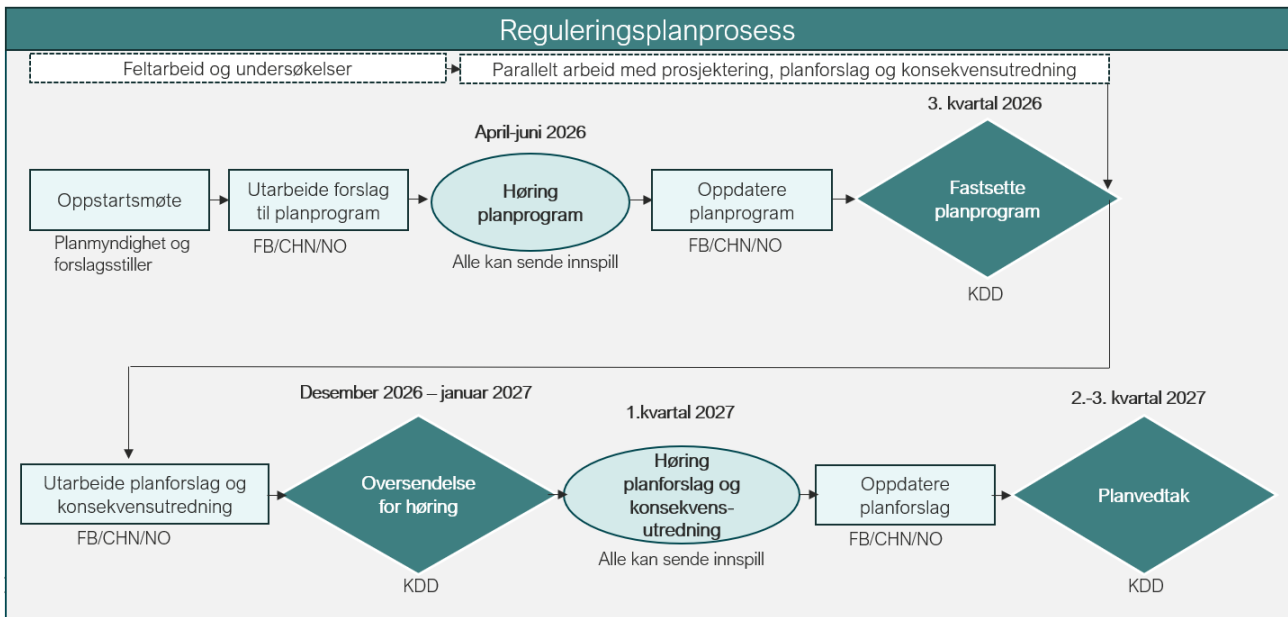 Reguleringsplanprosess
Feltarbeid og undersøkelser
Parallelt arbeid med prosjektering, planforslag og konsekvensutredning
3. kvartal 2026
April-juni 2026
Oppstartsmøte
Utarbeide forslag
til planprogram
Høring
planprogram
Oppdatere
planprogram
Fastsette
planprogram
Planmyndighet og
forslagsstiller
FB/CHN/NO
Alle kan sende innspill
FB/CHN/NO
KDD
Desember 2026 – januar 2027
1.kvartal 2027
2.-3. kvartal 2027
Utarbeide planforslag og
konsekvensutredning
Oversendelse
for høring
Høring
planforslag og
konsekvens-
utredning
Oppdatere
planforslag
Planvedtak
FB/CHN/NO
KDD
Alle kan sende innspill
FB/CHN/NO
KDD